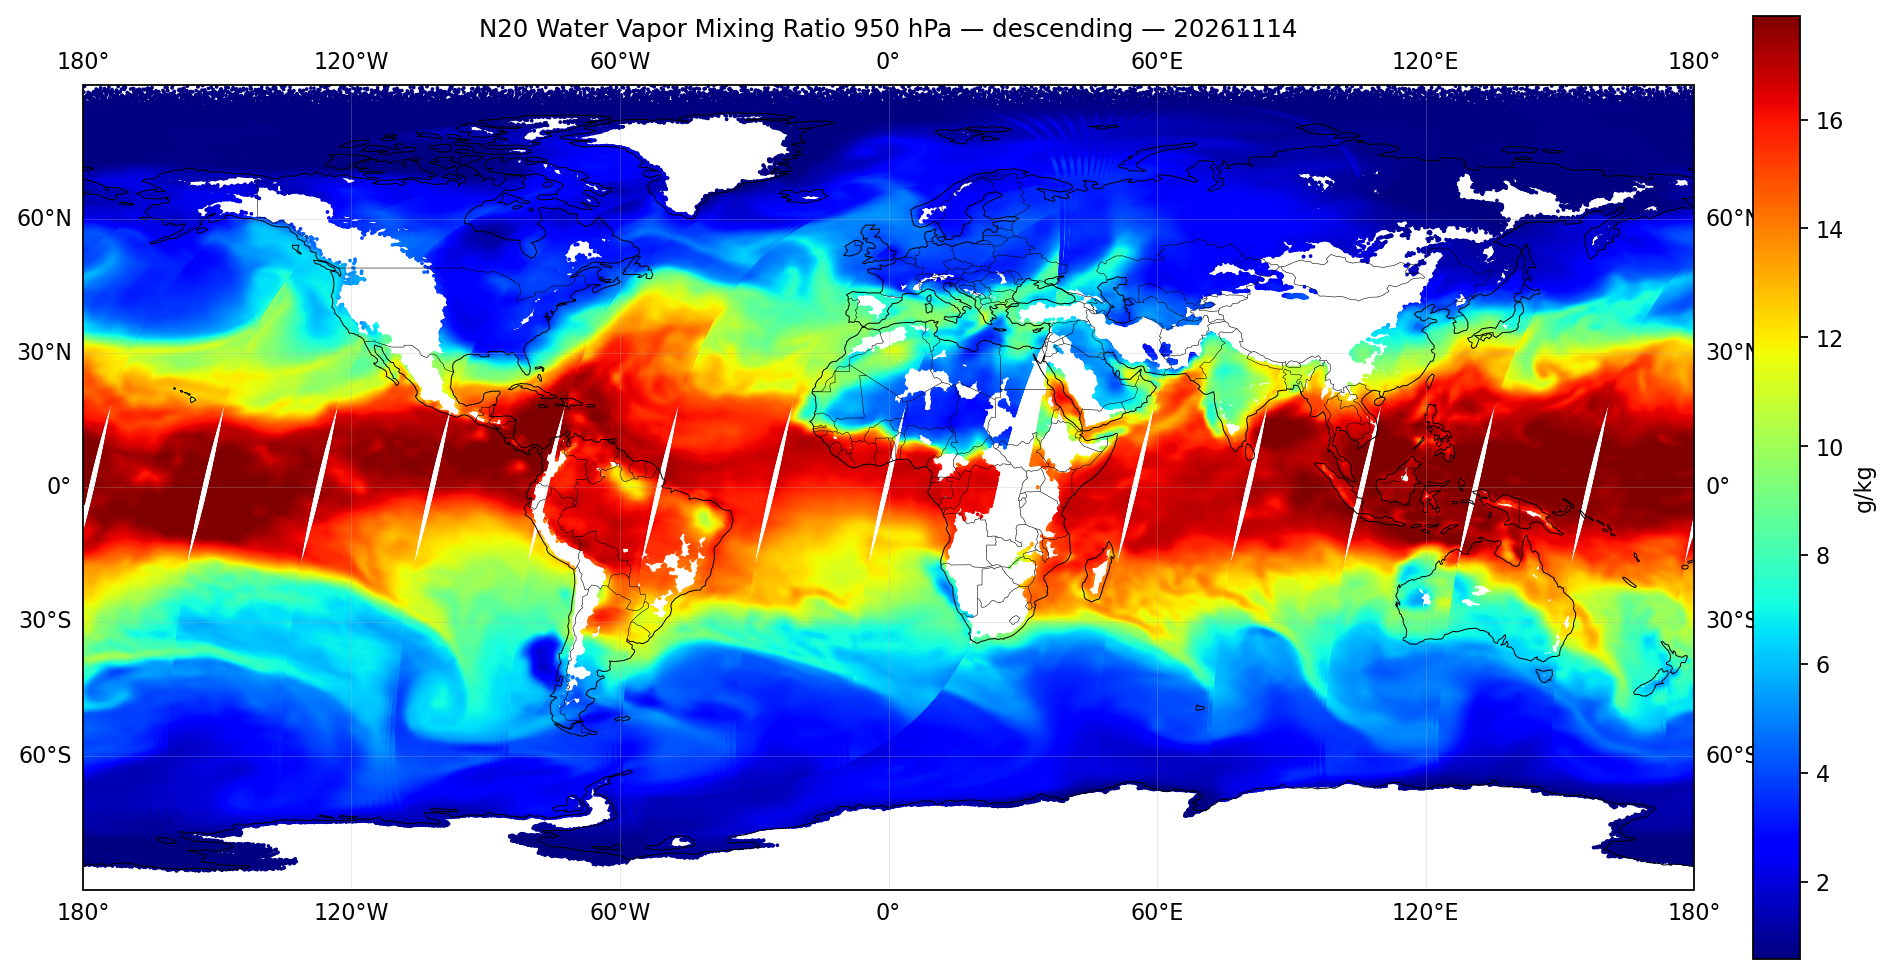 N20 Water Vapor Mixing Ratio 950 hPa — descending — 20261114
180° 120°W 60°W 0° 60°E 120°E 180°
60°N 60°N
30°N 30°N
0° 0°
30°S 30°S
60°S 60°S
180° 120°W 60°W 0° 60°E 120°E 180°
16
14
12
10
8
6
4
2
g/kg